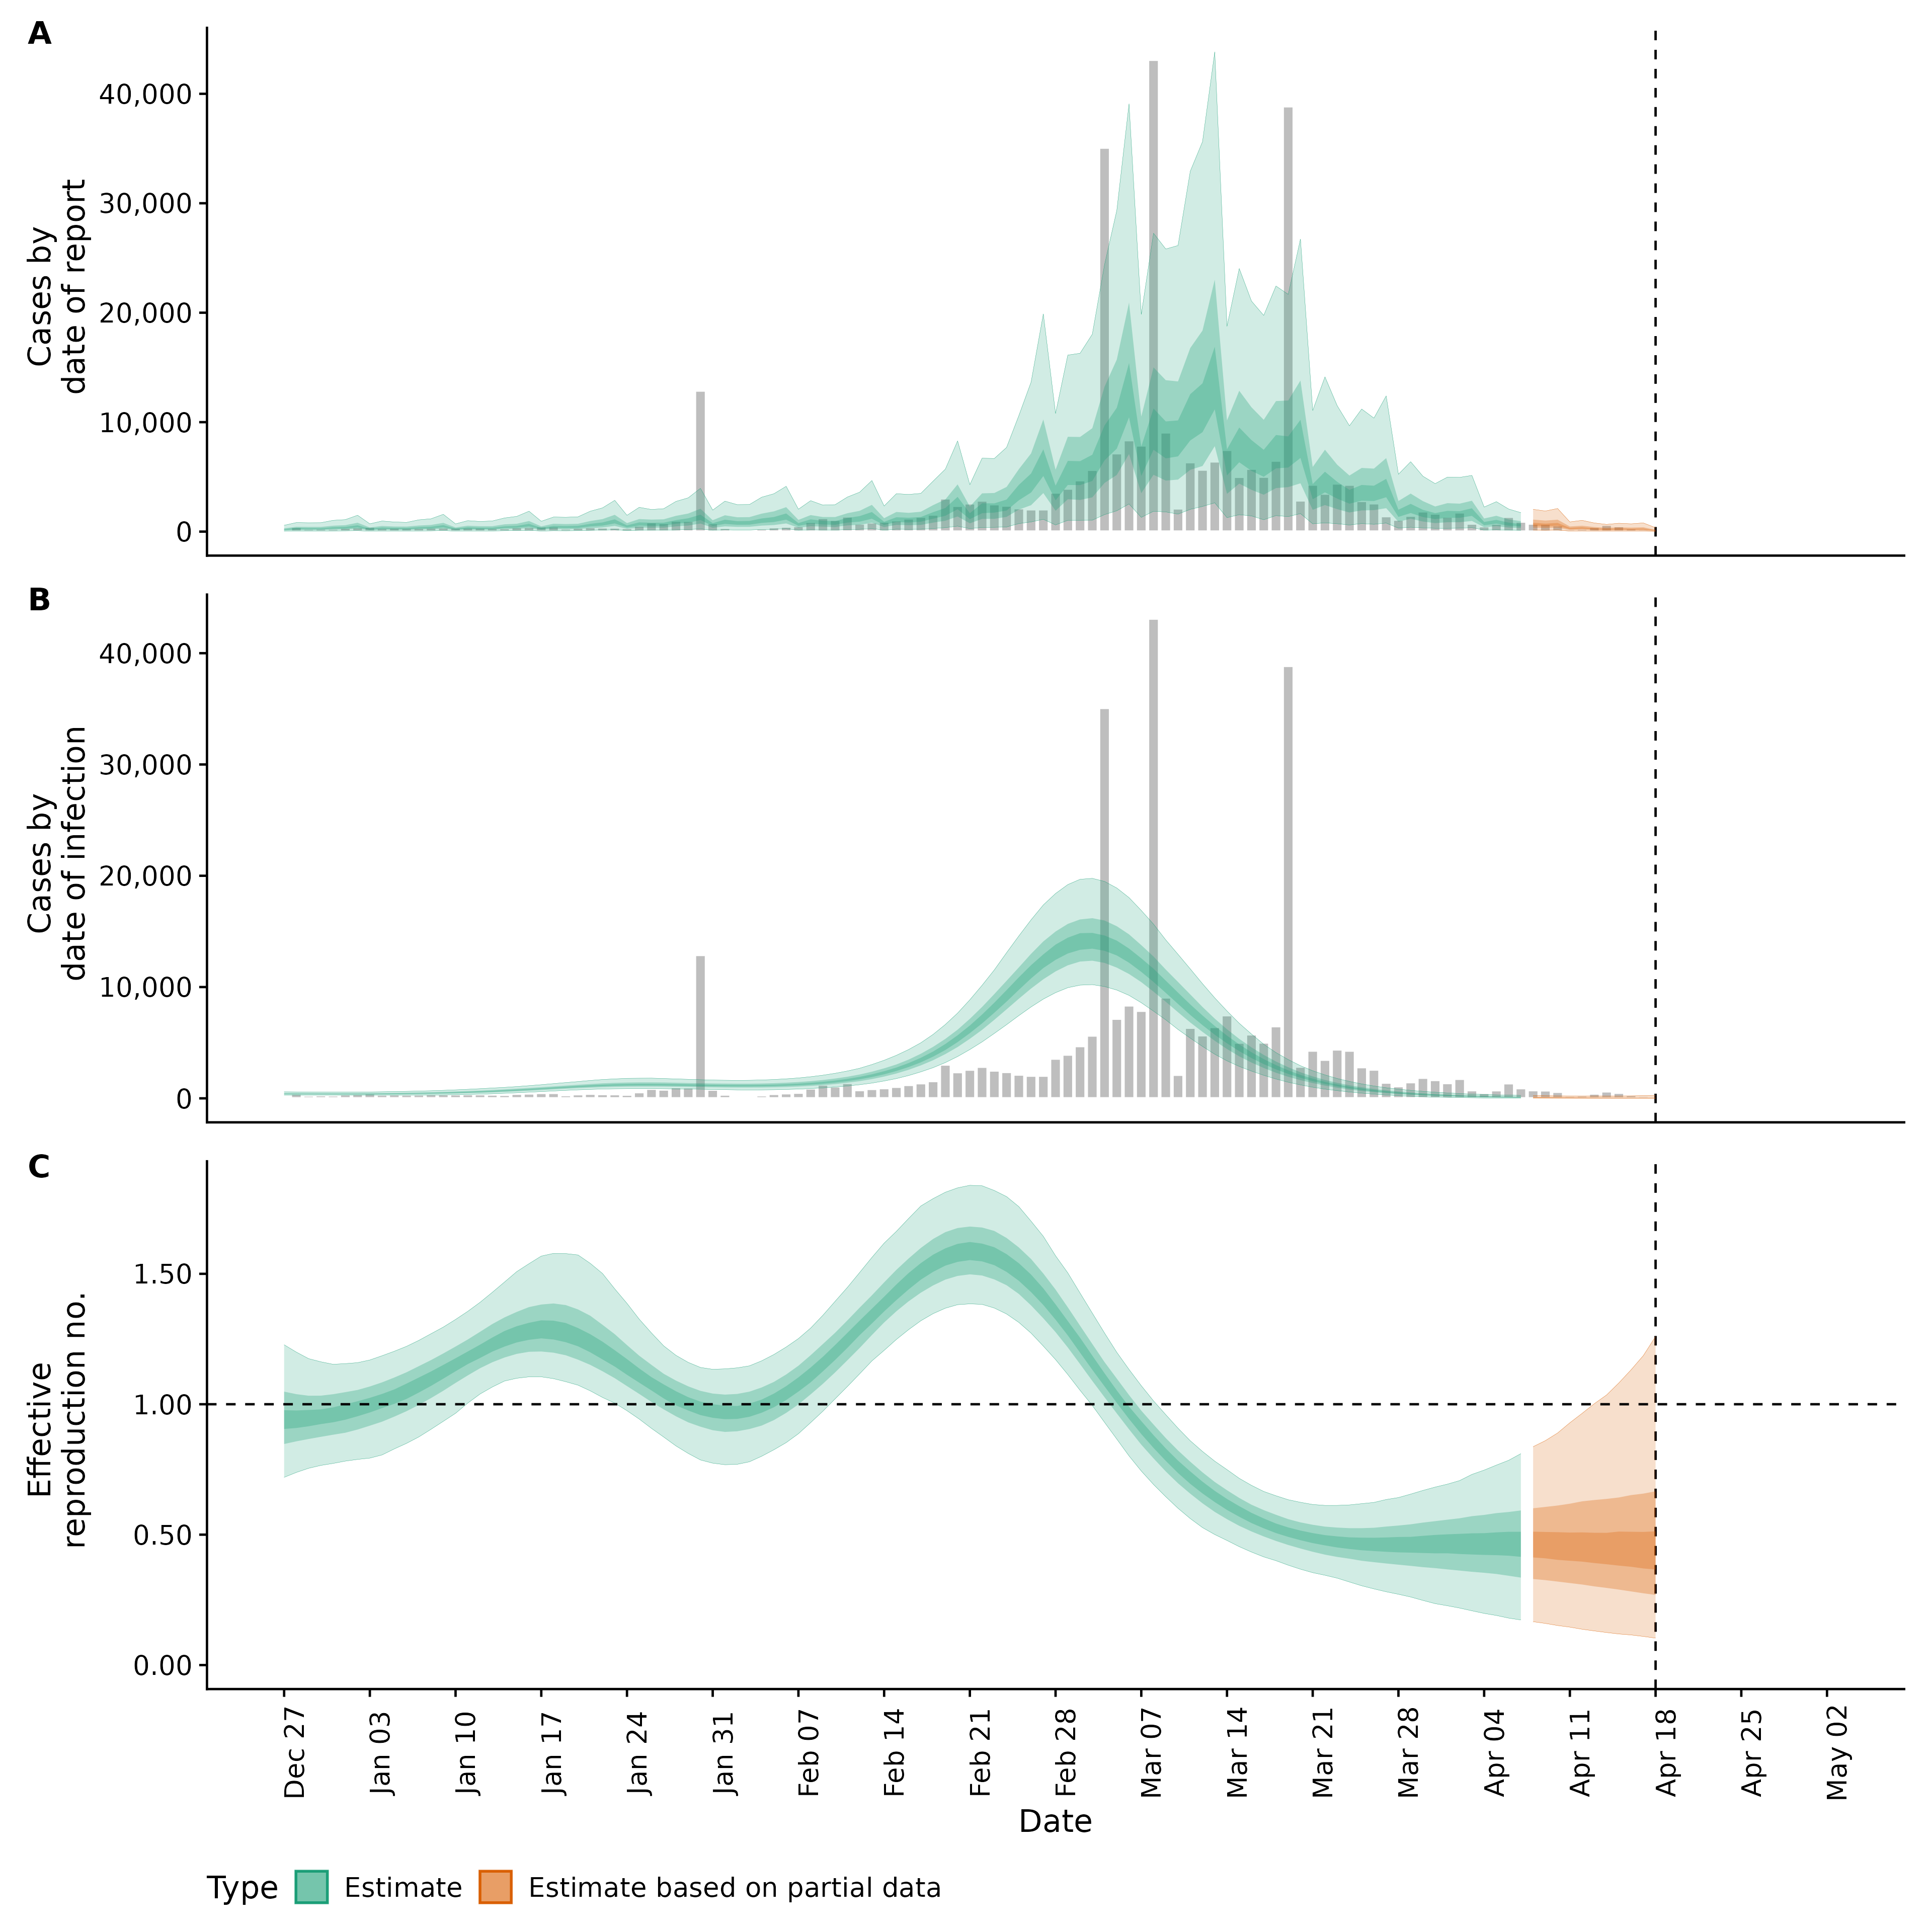 A
Cases by
date of report
40,000
30,000
20,000
10,000
0
B
Cases by
date of infection
40,000
30,000
20,000
10,000
0
C
Effective
reproduction no.
1.50
1.00
0.50
0.00
Dec 27
Jan 03
Jan 10
Jan 17
Jan 24
Jan 31
Feb 07
Feb 14
Feb 21
Feb 28
Mar 07
Mar 14
Mar 21
Mar 28
Apr 04
Apr 11
Apr 18
Apr 25
May 02
Date
Type Estimate Estimate based on partial data